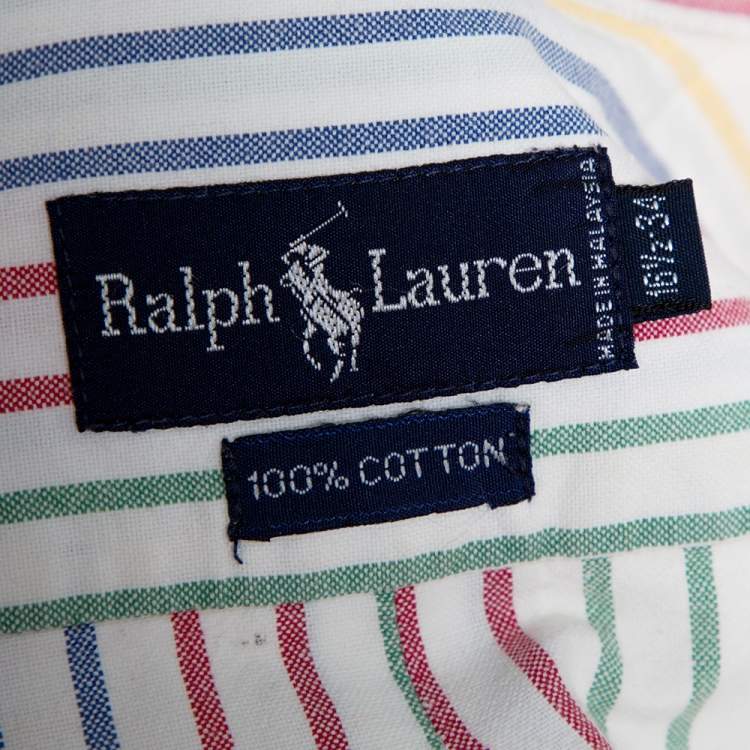 Ralph Lauren
MADE IN MALAYSIA
16½-34
100% COTTON